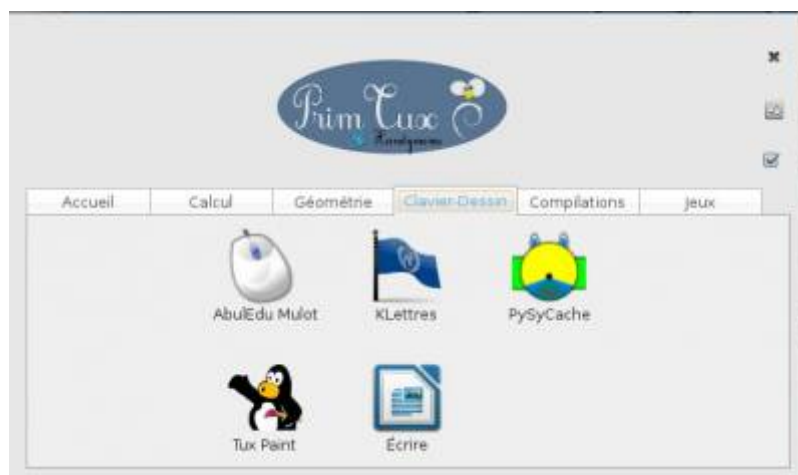 Prim Tux
Accueil Calcul Géométrie Clavier-Dessin Compilations Jeux
AbulEdu Mulot KLettres PySyCache
Tux Paint Écrire